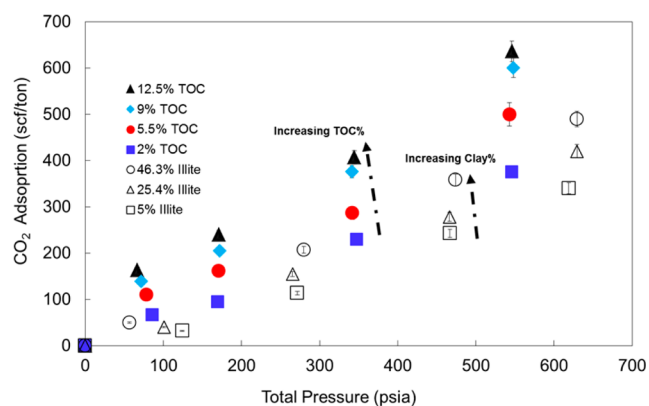 700
600
500
400
300
200
100
0
CO2 Adsoprtion (scf/ton)
12.5% TOC
9% TOC
5.5% TOC
2% TOC
46.3% Illite
25.4% Illite
5% Illite
Increasing TOC%
Increasing Clay%
0 100 200 300 400 500 600 700
Total Pressure (psia)